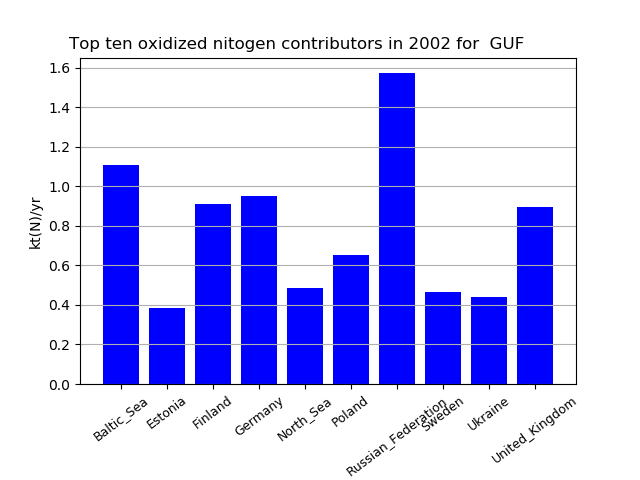 Top ten oxidized nitogen contributors in 2002 for  GUF
kt(N)/yr
1.6
1.4
1.2
1.0
0.8
0.6
0.4
0.2
0.0
Baltic_Sea
Estonia
Finland
Germany
North_Sea
Poland
Russian_Federation
Sweden
Ukraine
United_Kingdom